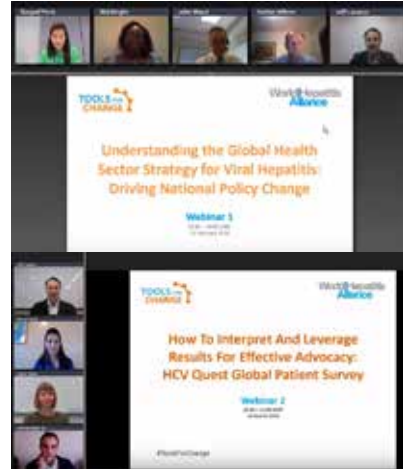 TOOLS FOR
CHANGE
World Hepatitis
Alliance
Understanding the Global Health
Sector Strategy for Viral Hepatitis:
Driving National Policy Change
Webinar 1
TOOLS FOR
CHANGE
World Hepatitis
Alliance
How To Interpret And Leverage
Results For Effective Advocacy:
HCV Quest Global Patient Survey
Webinar 2